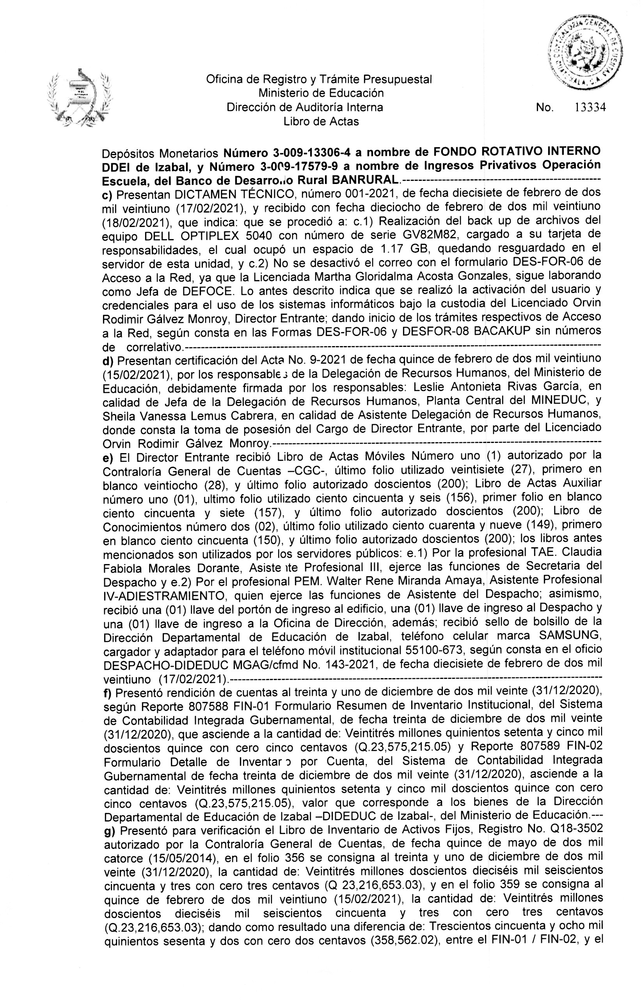 CONTRALORIA GENERAL DE CUENTAS
GUATEMALA, C.A.
Oficina de Registro y Trámite Presupuestal
Ministerio de Educación
Dirección de Auditoría Interna
No. 13334
Libro de Actas
Depósitos Monetarios Número 3-009-13306-4 a nombre de FONDO ROTATIVO INTERNO
DDEI de Izabal, y Número 3-009-17579-9 a nombre de Ingresos Privativos Operación
Escuela, del Banco de Desarrollo Rural BANRURAL.--------------------------------------------------
c) Presentan DICTAMEN TÉCNICO, número 001-2021, de fecha diecisiete de febrero de dos
mil veintiuno (17/02/2021), y recibido con fecha dieciocho de febrero de dos mil veintiuno
(18/02/2021), que indica: que se procedió a: c.1) Realización del back up de archivos del
equipo DELL OPTIPLEX 5040 con número de serie GV82M82, cargado a su tarjeta de
responsabilidades, el cual ocupó un espacio de 1.17 GB, quedando resguardado en el
servidor de esta unidad, y c.2) No se desactivó el correo con el formulario DES-FOR-06 de
Acceso a la Red, ya que la Licenciada Martha Gloridalma Acosta Gonzales, sigue laborando
como Jefa de DEFOCE. Lo antes descrito indica que se realizó la activación del usuario y
credenciales para el uso de los sistemas informáticos bajo la custodia del Licenciado Orvin
Rodimir Gálvez Monroy, Director Entrante; dando inicio de los trámites respectivos de Acceso
a la Red, según consta en las Formas DES-FOR-06 y DESFOR-08 BACAKUP sin números
de correlativo.---------------------------------------------------------------------------------------------------------
d) Presentan certificación del Acta No. 9-2021 de fecha quince de febrero de dos mil veintiuno
(15/02/2021), por los responsables de la Delegación de Recursos Humanos, del Ministerio de
Educación, debidamente firmada por los responsables: Leslie Antonieta Rivas García, en
calidad de Jefa de la Delegación de Recursos Humanos, Planta Central del MINEDUC, y
Sheila Vanessa Lemus Cabrera, en calidad de Asistente Delegación de Recursos Humanos,
donde consta la toma de posesión del Cargo de Director Entrante, por parte del Licenciado
Orvin Rodimir Gálvez Monroy.-----------------------------------------------------------------------------------
e) El Director Entrante recibió Libro de Actas Móviles Número uno (1) autorizado por la
Contraloría General de Cuentas –CGC-, último folio utilizado veintisiete (27), primero en
blanco veintiocho (28), y último folio autorizado doscientos (200); Libro de Actas Auxiliar
número uno (01), ultimo folio utilizado ciento cincuenta y seis (156), primer folio en blanco
ciento cincuenta y siete (157), y último folio autorizado doscientos (200); Libro de
Conocimientos número dos (02), último folio utilizado ciento cuarenta y nueve (149), primero
en blanco ciento cincuenta (150), y último folio autorizado doscientos (200); los libros antes
mencionados son utilizados por los servidores públicos: e.1) Por la profesional TAE. Claudia
Fabiola Morales Dorante, Asistente Profesional III, ejerce las funciones de Secretaria del
Despacho y e.2) Por el profesional PEM. Walter Rene Miranda Amaya, Asistente Profesional
IV-ADIESTRAMIENTO, quien ejerce las funciones de Asistente del Despacho; asimismo,
recibió una (01) llave del portón de ingreso al edificio, una (01) llave de ingreso al Despacho y
una (01) llave de ingreso a la Oficina de Dirección, además; recibió sello de bolsillo de la
Dirección Departamental de Educación de Izabal, teléfono celular marca SAMSUNG,
cargador y adaptador para el teléfono móvil institucional 55100-673, según consta en el oficio
DESPACHO-DIDEDUC MGAG/cfmd No. 143-2021, de fecha diecisiete de febrero de dos mil
veintiuno (17/02/2021).----------------------------------------------------------------------------------------------
f) Presentó rendición de cuentas al treinta y uno de diciembre de dos mil veinte (31/12/2020),
según Reporte 807588 FIN-01 Formulario Resumen de Inventario Institucional, del Sistema
de Contabilidad Integrada Gubernamental, de fecha treinta de diciembre de dos mil veinte
(31/12/2020), que asciende a la cantidad de: Veintitrés millones quinientos setenta y cinco mil
doscientos quince con cero cinco centavos (Q.23,575,215.05) y Reporte 807589 FIN-02
Formulario Detalle de Inventario por Cuenta, del Sistema de Contabilidad Integrada
Gubernamental de fecha treinta de diciembre de dos mil veinte (31/12/2020), asciende a la
cantidad de: Veintitrés millones quinientos setenta y cinco mil doscientos quince con cero
cinco centavos (Q.23,575,215.05), valor que corresponde a los bienes de la Dirección
Departamental de Educación de Izabal –DIDEDUC de Izabal-, del Ministerio de Educación.---
g) Presentó para verificación el Libro de Inventario de Activos Fijos, Registro No. Q18-3502
autorizado por la Contraloría General de Cuentas, de fecha quince de mayo de dos mil
catorce (15/05/2014), en el folio 356 se consigna al treinta y uno de diciembre de dos mil
veinte (31/12/2020), la cantidad de: Veintitrés millones doscientos dieciséis mil seiscientos
cincuenta y tres con cero tres centavos (Q 23,216,653.03), y en el folio 359 se consigna al
quince de febrero de dos mil veintiuno (15/02/2021), la cantidad de: Veintitrés millones
doscientos dieciséis mil seiscientos cincuenta y tres con cero tres centavos
(Q.23,216,653.03); dando como resultado una diferencia de: Trescientos cincuenta y ocho mil
quinientos sesenta y dos con cero dos centavos (358,562.02), entre el FIN-01 / FIN-02, y el